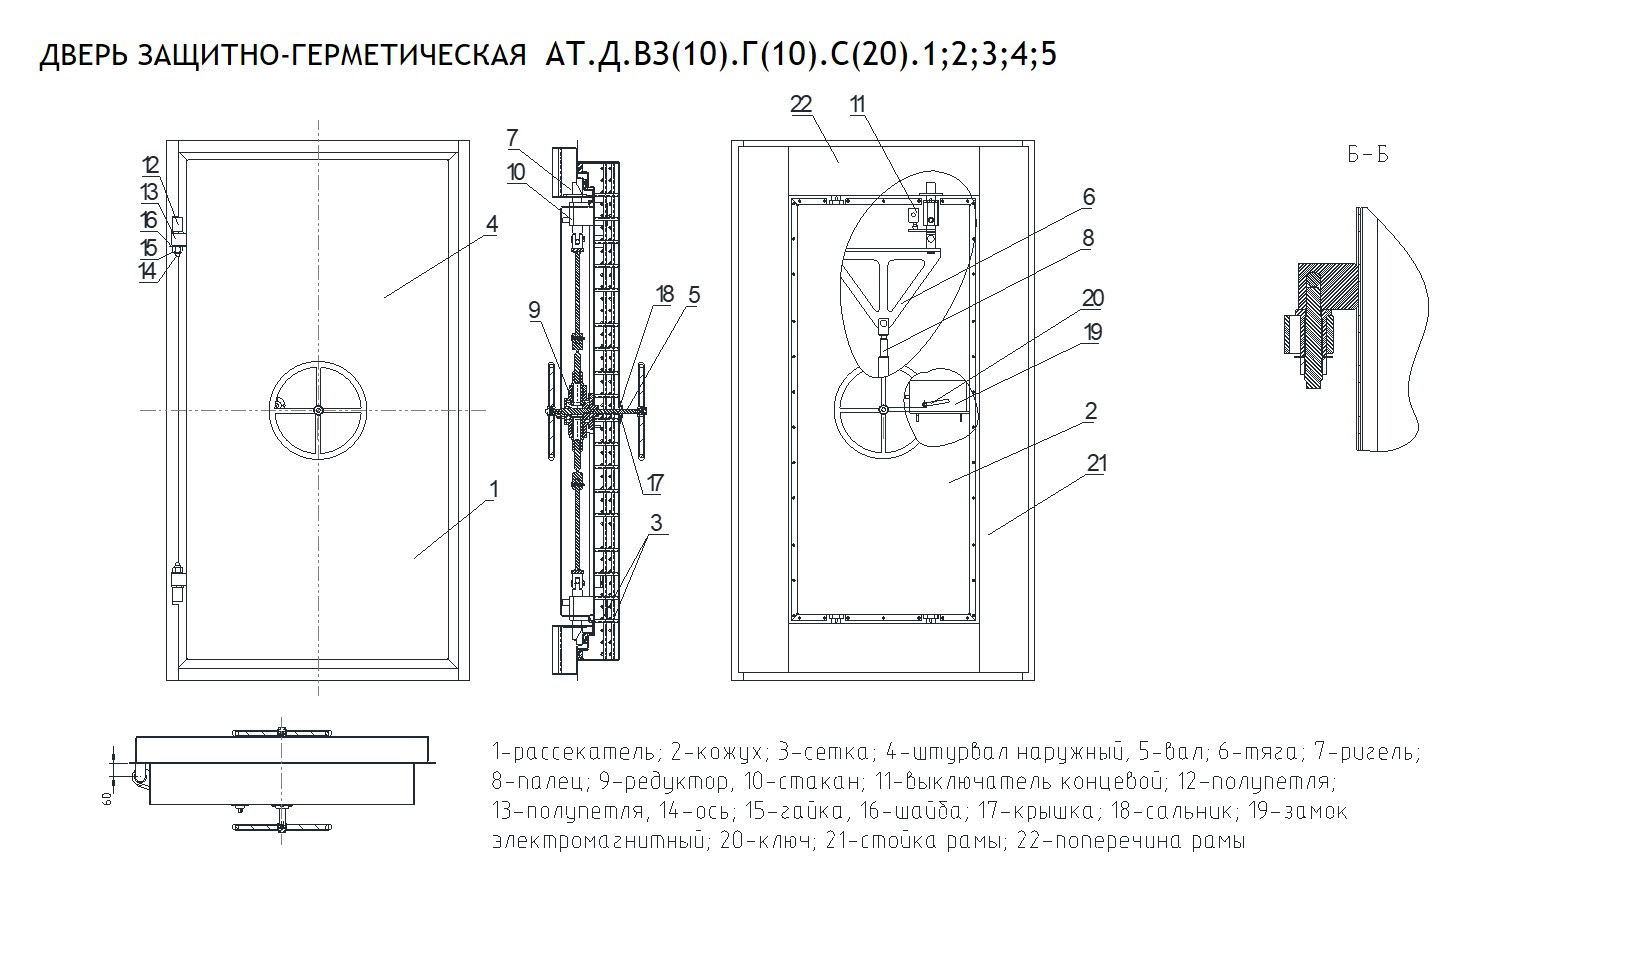 ДВЕРЬ ЗАЩИТНО-ГЕРМЕТИЧЕСКАЯ АТ.Д.ВЗ(10).Г(10).С(20).1;2;3;4;5
22 11
7
12 10 Б-Б
13 6
16 4 8
15
14
9 18 5 20
19
2
21
1 17
3
60
1-рассекатель; 2-кожух; 3-сетка; 4-штурвал наружный, 5-вал; 6-тяга; 7-ригель;
8-палец; 9-редуктор, 10-стакан; 11-выключатель концевой; 12-полупетля;
13-полупетля, 14-ось; 15-гайка, 16-шайба; 17-крышка; 18-сальник; 19-замок
электромагнитный; 20-ключ; 21-стойка рамы; 22-поперечина рамы